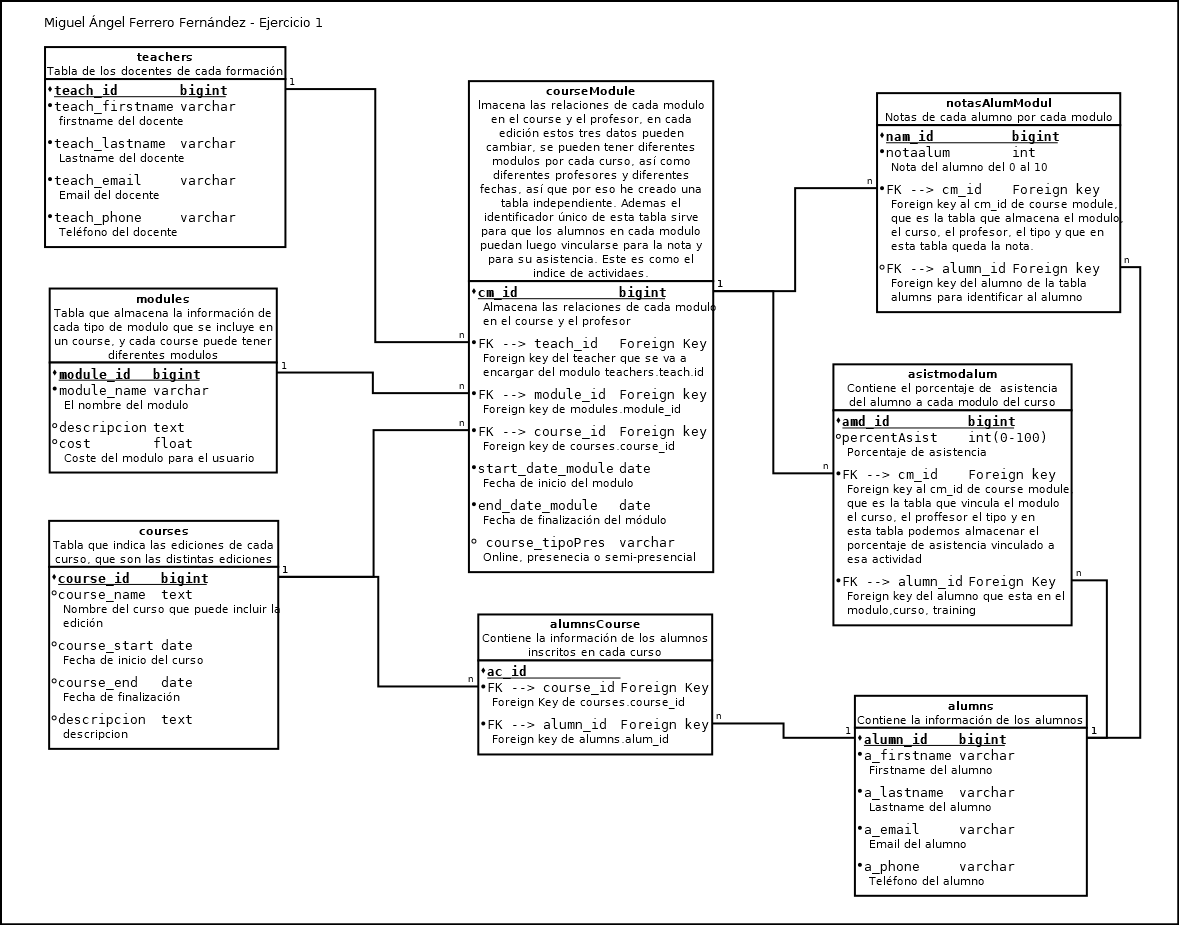 Miguel Ángel Ferrero Fernández - Ejercicio 1
teachers
Tabla de los docentes de cada formación
teach_id bigint
teach_firstname varchar
firstname del docente
teach_lastname varchar
Lastname del docente
teach_email varchar
Email del docente
teach_phone varchar
Teléfono del docente
1
modules
Tabla que almacena la información de
cada tipo de modulo que se incluye en
un course, y cada course puede tener
diferentes modulos
module_id bigint
module_name varchar
El nombre del modulo
descripcion text
cost float
Coste del modulo para el usuario
1
courses
Tabla que indica las ediciones de cada
curso, que son las distintas ediciones
course_id bigint
course_name text
Nombre del curso que puede incluir la
edición
course_start date
Fecha de inicio del curso
course_end date
Fecha de finalización
descripcion text
descripcion
1
courseModule
Imacena las relaciones de cada modulo
en el course y el profesor, en cada
edición estos tres datos pueden
cambiar, se pueden tener diferentes
modulos por cada curso, así como
diferentes profesores y diferentes
fechas, así que por eso he creado una
tabla independiente. Ademas el
identificador único de esta tabla sirve
para que los alumnos en cada modulo
puedan luego vincularse para la nota y
para su asistencia. Este es como el
indice de actividaes.
cm_id bigint
Almacena las relaciones de cada modulo
en el course y el profesor
FK --> teach_id Foreign Key
Foreign key del teacher que se va a
encargar del modulo teachers.teach.id
FK --> module_id Foreign key
Foreign key de modules.module_id
FK --> course_id Foreign key
Foreign key de courses.course_id
start_date_module date
Fecha de inicio del modulo
end_date_module date
Fecha de finalización del módulo
course_tipoPres varchar
Online, presenecia o semi-presencial
n
n
n
1
alumnsCourse
Contiene la información de los alumnos
inscritos en cada curso
ac_id
FK --> course_id Foreign Key
Foreign Key de courses.course_id
FK --> alumn_id Foreign key
Foreign key de alumns.alum_id
n
n
notasAlumModul
Notas de cada alumno por cada modulo
nam_id bigint
notaalum int
Nota del alumno del 0 al 10
FK --> cm_id Foreign key
Foreign key al cm_id de course module,
que es la tabla que almacena el modulo,
el curso, el profesor, el tipo y que en
esta tabla queda la nota.
FK --> alumn_id Foreign key
Foreign key del alumno de la tabla
alumns para identificar al alumno
n
n
asistmodalum
Contiene el porcentaje de asistencia
del alumno a cada modulo del curso
amd_id bigint
percentAsist int(0-100)
Porcentaje de asistencia
FK --> cm_id Foreign key
Foreign key al cm_id de course module,
que es la tabla que vincula el modulo
el curso, el proffesor el tipo y en
esta tabla podemos almacenar el
porcentaje de asistencia vinculado a
esa actividad
FK --> alumn_id Foreign Key
Foreign key del alumno que esta en el
modulo,curso, training
n
n
alumns
Contiene la información de los alumnos
alumn_id bigint
a_firstname varchar
Firstname del alumno
a_lastname varchar
Lastname del alumno
a_email varchar
Email del alumno
a_phone varchar
Teléfono del alumno
1
1